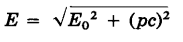 E = √E₀² + (pc)²